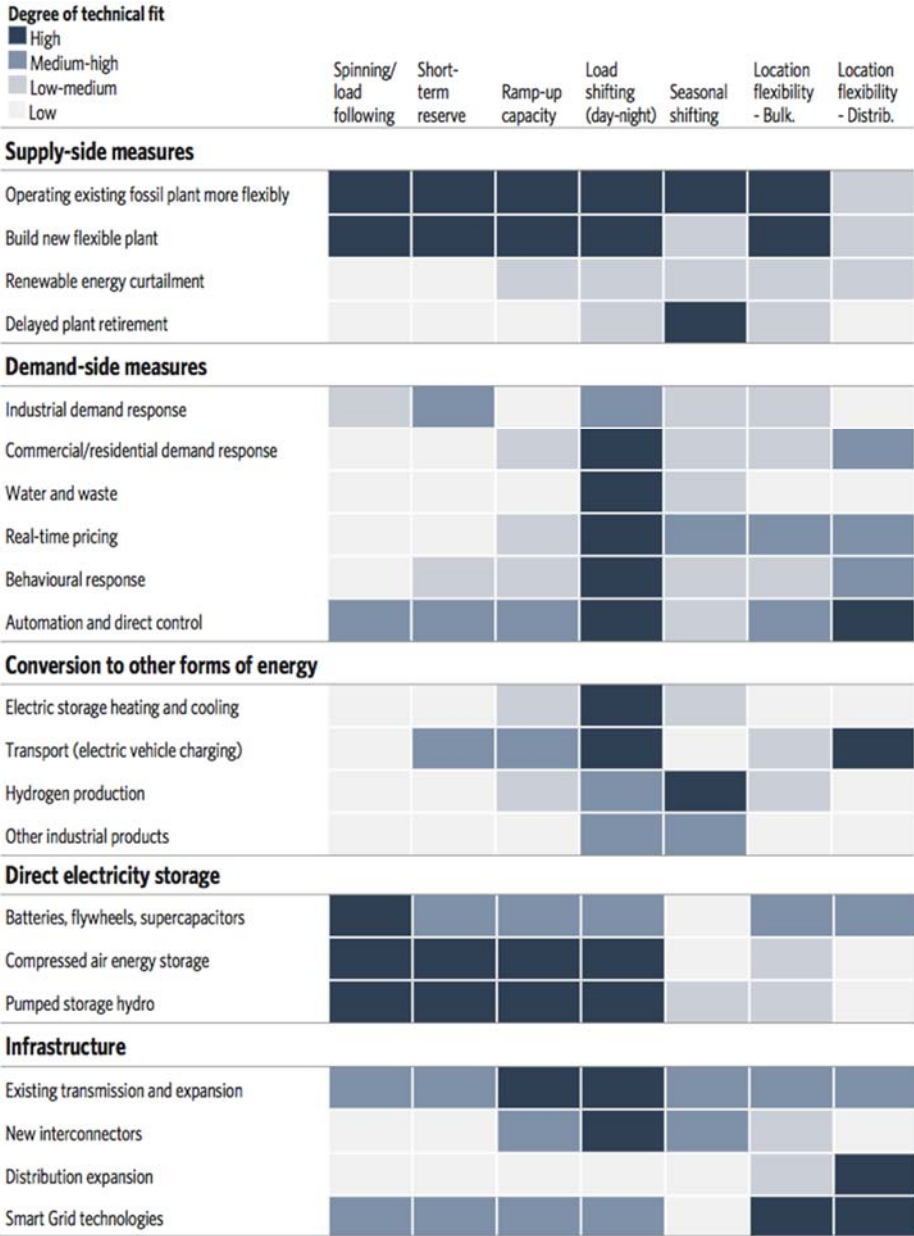 Degree of technical fit
High
Medium-high
Low-medium
Low
Spinning/
load
following
Short-
term
reserve
Ramp-up
capacity
Load
shifting
(day-night)
Seasonal
shifting
Location
flexibility
- Bulk.
Location
flexibility
- Distrib.
Supply-side measures
Operating existing fossil plant more flexibly
Build new flexible plant
Renewable energy curtailment
Delayed plant retirement
Demand-side measures
Industrial demand response
Commercial/residential demand response
Water and waste
Real-time pricing
Behavioural response
Automation and direct control
Conversion to other forms of energy
Electric storage heating and cooling
Transport (electric vehicle charging)
Hydrogen production
Other industrial products
Direct electricity storage
Batteries, flywheels, supercapacitors
Compressed air energy storage
Pumped storage hydro
Infrastructure
Existing transmission and expansion
New interconnectors
Distribution expansion
Smart Grid technologies